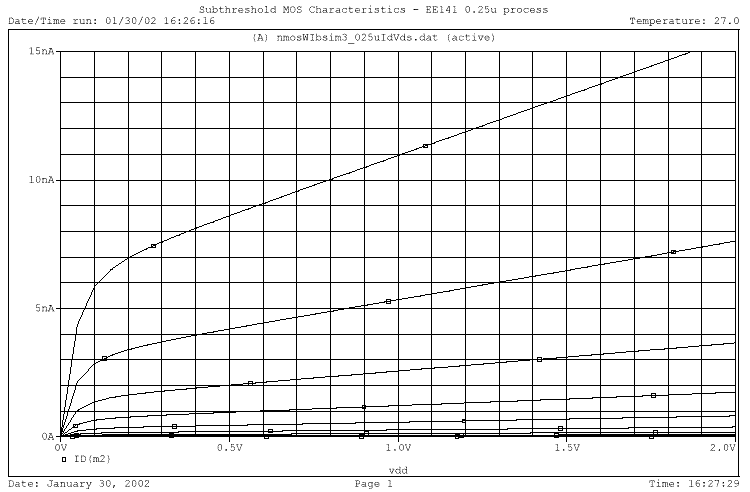 Subthreshold MOS Characteristics - EE141 0.25u process
Date/Time run: 01/30/02 16:26:16
Temperature: 27.0
(A) nmosWIbsim3_025uIdVds.dat (active)
15nA
10nA
5nA
0A
0V 0.5V 1.0V 1.5V 2.0V
ID(m2)
vdd
Date: January 30, 2002 Page 1 Time: 16:27:29